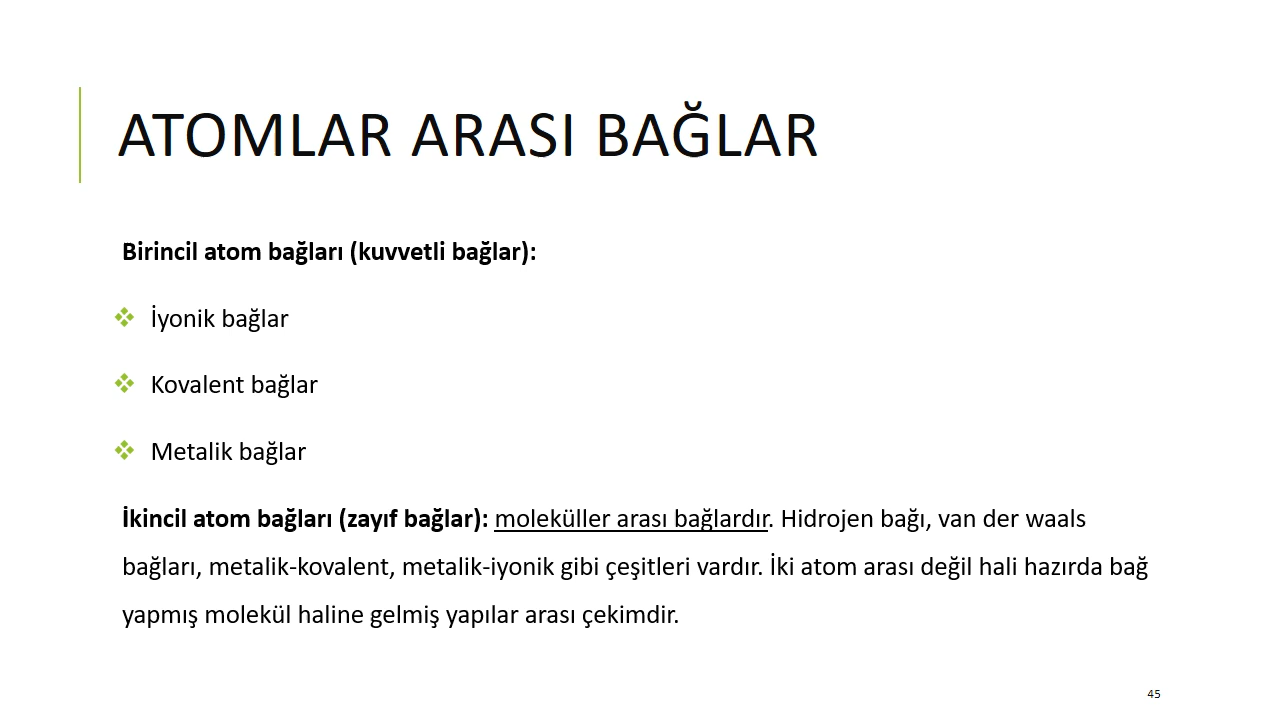 ATOMLAR ARASI BAĞLAR
Birincil atom bağları (kuvvetli bağlar):
İyonik bağlar
Kovalent bağlar
Metalik bağlar
İkincil atom bağları (zayıf bağlar): moleküller arası bağlardır. Hidrojen bağı, van der waals
bağları, metalik-kovalent, metalik-iyonik gibi çeşitleri vardır. İki atom arası değil hali hazırda bağ
yapmış molekül haline gelmiş yapılar arası çekimdir.
45